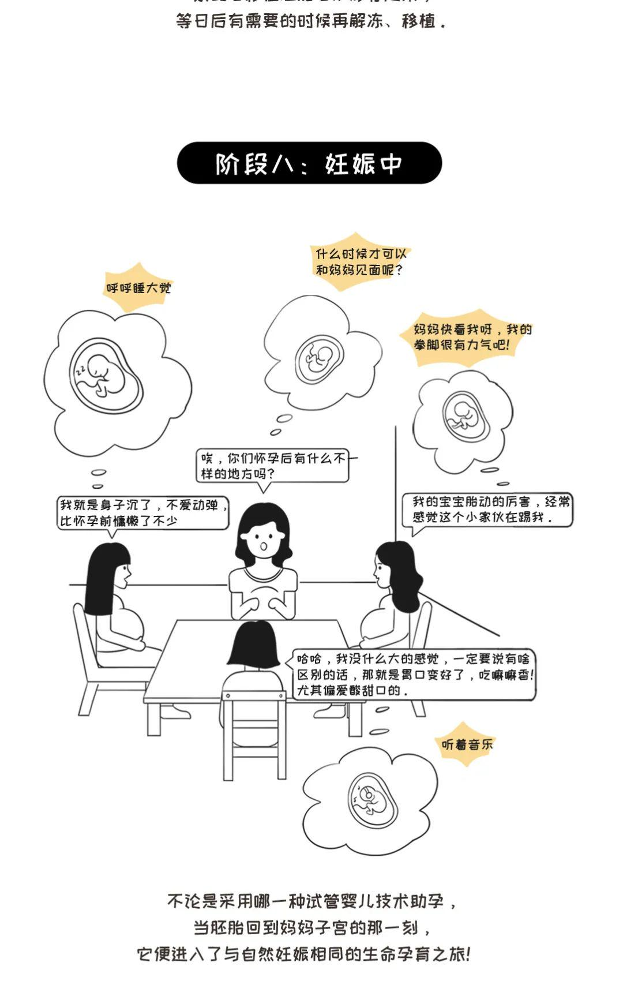 等日后有需要的时候再解冻、移植.
阶段八：妊娠中
什么时候才可以
和妈妈见面呢?
呼呼睡大觉
妈妈快看我呀，我的
拳脚很有力气吧!
zz
唉，你们怀孕后有什么不一
样的地方吗?
我就是身子沉了，不爱动弹，
比怀孕前慵懒了不少
我的宝宝胎动的厉害，经常
感觉这个小家伙在踢我.
哈哈，我没什么大的感觉，一定要说有啥
区别的话，那就是胃口变好了，吃嘛嘛香!
尤其偏爱酸甜口的.
听着音乐
不论是采用哪一种试管婴儿技术助孕，
当胚胎回到妈妈子宫的那一刻，
它便进入了与自然妊娠相同的生命孕育之旅!